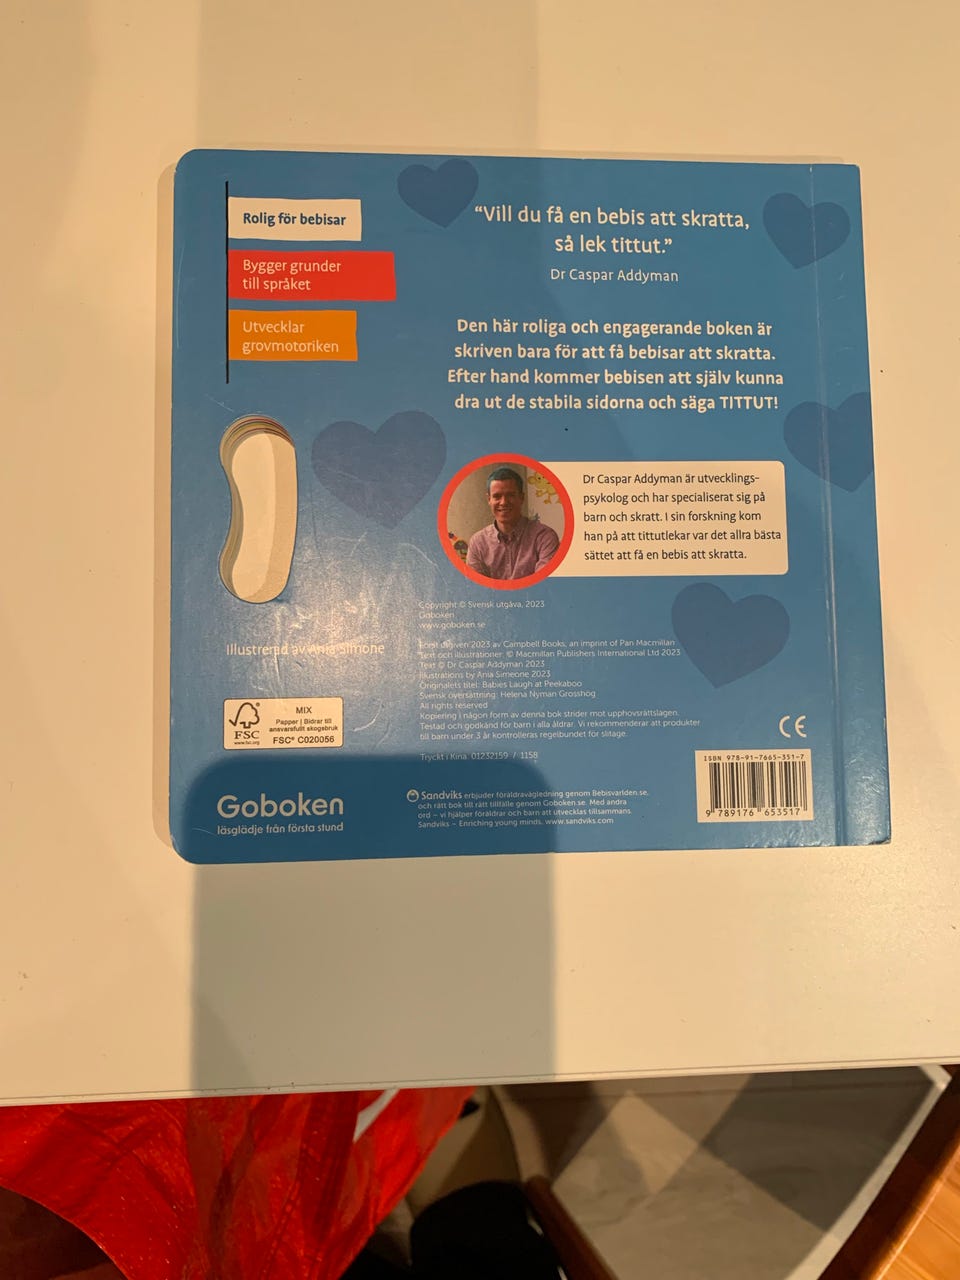 Rolig för bebisar
Bygger grunder
till språket
Utvecklar
grovmotoriken
“Vill du få en bebis att skratta,
så lek tittut.”
Dr Caspar Addyman
Den här roliga och engagerande boken är
skriven bara för att få bebisar att skratta.
Efter hand kommer bebisen att själv kunna
dra ut de stabila sidorna och säga TITTUT!
Dr Caspar Addyman är utvecklings-
psykolog och har specialiserat sig på
barn och skratt. I sin forskning kom
han på att tittutlekar var det allra bästa
sättet att få en bebis att skratta.
Copyright © Svensk utgåva, 2023
Goboken
www.goboken.se
Först utgiven 2023 av Campbell Books, an imprint of Pan Macmillan
Text och illustrationer: © Macmillan Publishers International Ltd 2023
Text © Dr Caspar Addyman 2023
Illustrations by Ania Simeone 2023
Originalets titel: Babies Laugh at Peekaboo
Svensk översättning: Helena Nyman Grosshog
All rights reserved
Kopiering i någon form av denna bok strider mot upphovsrättslagen.
Testad och godkänd för barn i alla åldrar. Vi rekommenderar att produkter
till barn under 3 år kontrolleras regelbundet för slitage.
Tryckt i Kina. 01232159 / 1158
Illustrerad av Ania Simone
FSC
www.fsc.org
MIX
Papper | Bidrar till
ansvarsfullt skogsbruk
FSC® C020056
CE
Goboken
läsglädje från första stund
Sandviks erbjuder föräldravägledning genom Bebisvarlden.se,
och rätt bok till rätt tillfälle genom Goboken.se. Med andra
ord – vi hjälper föräldrar och barn att utvecklas tillsammans.
Sandviks – Enriching young minds. www.sandviks.com
ISBN 978-91-7665-351-7
9 789176 653517